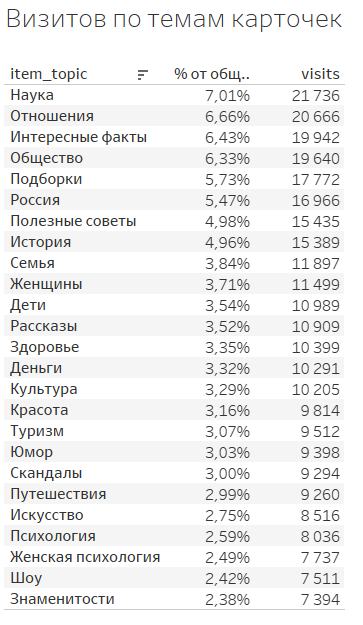 Визитов по темам карточек
item_topic % от общ.. visits
Наука 7,01% 21 736
Отношения 6,66% 20 666
Интересные факты 6,43% 19 942
Общество 6,33% 19 640
Подборки 5,73% 17 772
Россия 5,47% 16 966
Полезные советы 4,98% 15 435
История 4,96% 15 389
Семья 3,84% 11 897
Женщины 3,71% 11 499
Дети 3,54% 10 989
Рассказы 3,52% 10 909
Здоровье 3,35% 10 399
Деньги 3,32% 10 291
Культура 3,29% 10 205
Красота 3,16% 9 814
Туризм 3,07% 9 512
Юмор 3,03% 9 398
Скандалы 3,00% 9 294
Путешествия 2,99% 9 260
Искусство 2,75% 8 516
Психология 2,59% 8 036
Женская психология 2,49% 7 737
Шоу 2,42% 7 511
Знаменитости 2,38% 7 394